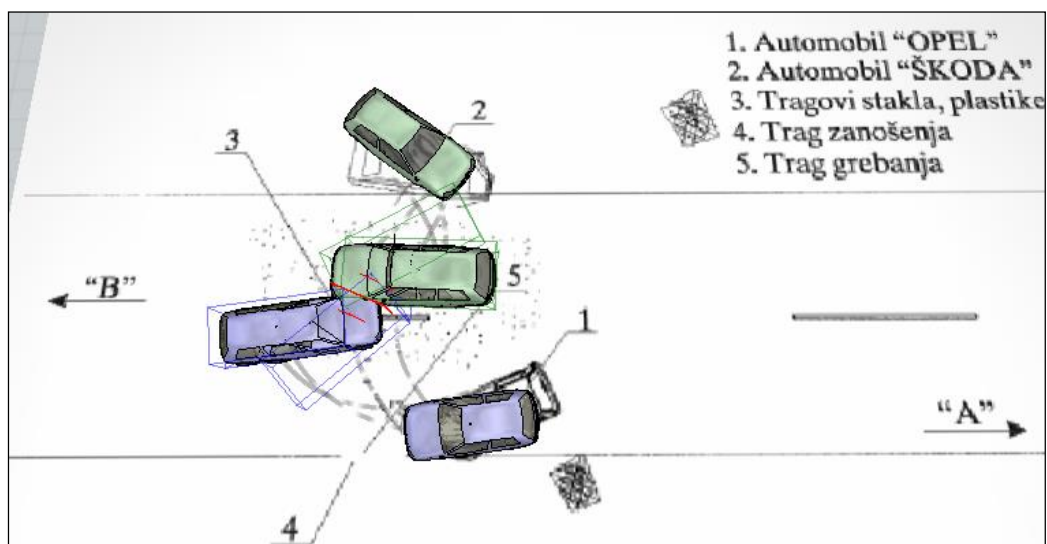 1. Automobil “OPEL”
2. Automobil “ŠKODA”
3. Tragovi stakla, plastike
4. Trag zanošenja
5. Trag grebanja
2
3
“B”
5
1
“A”
4